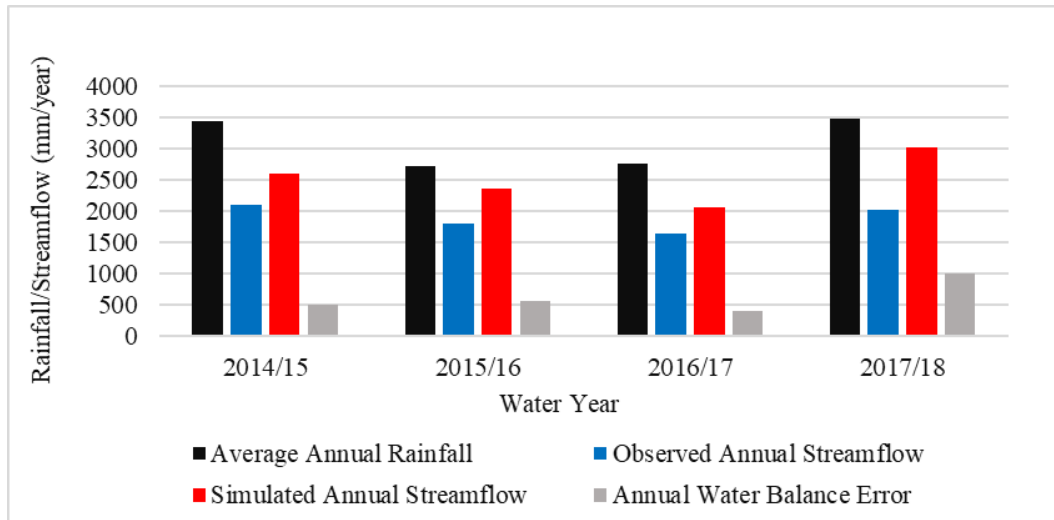 Rainfall/Streamflow (mm/year)
4000
3500
3000
2500
2000
1500
1000
500
0
2014/15 2015/16 2016/17 2017/18
Water Year
Average Annual Rainfall Observed Annual Streamflow
Simulated Annual Streamflow Annual Water Balance Error